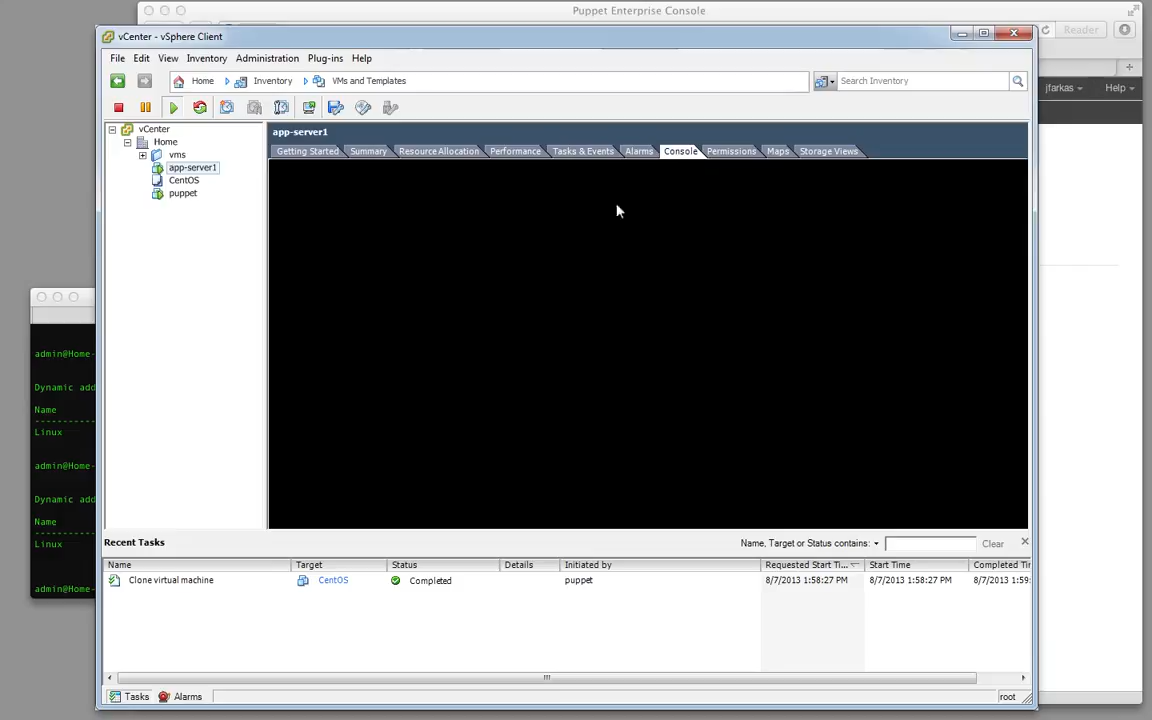 Puppet Enterprise Console
Reader
jfarkas
Help
vCenter - vSphere Client
File Edit View Inventory Administration Plug-ins Help
Home Inventory VMs and Templates
Search Inventory
vCenter
Home
vms
app-server1
CentOS
puppet
app-server1
Getting Started Summary Resource Allocation Performance Tasks & Events Alarms Console Permissions Maps Storage Views
admin@Home-
Dynamic add
Name
-----------
Linux
admin@Home-
Dynamic add
Name
-----------
Linux
admin@Home-
Recent Tasks
Name, Target or Status contains:
Clear
Name Target Status Details Initiated by Requested Start Ti... Start Time Completed Tir
Clone virtual machine CentOS Completed puppet 8/7/2013 1:58:27 PM 8/7/2013 1:58:27 PM 8/7/2013 1:59:
Tasks Alarms
root